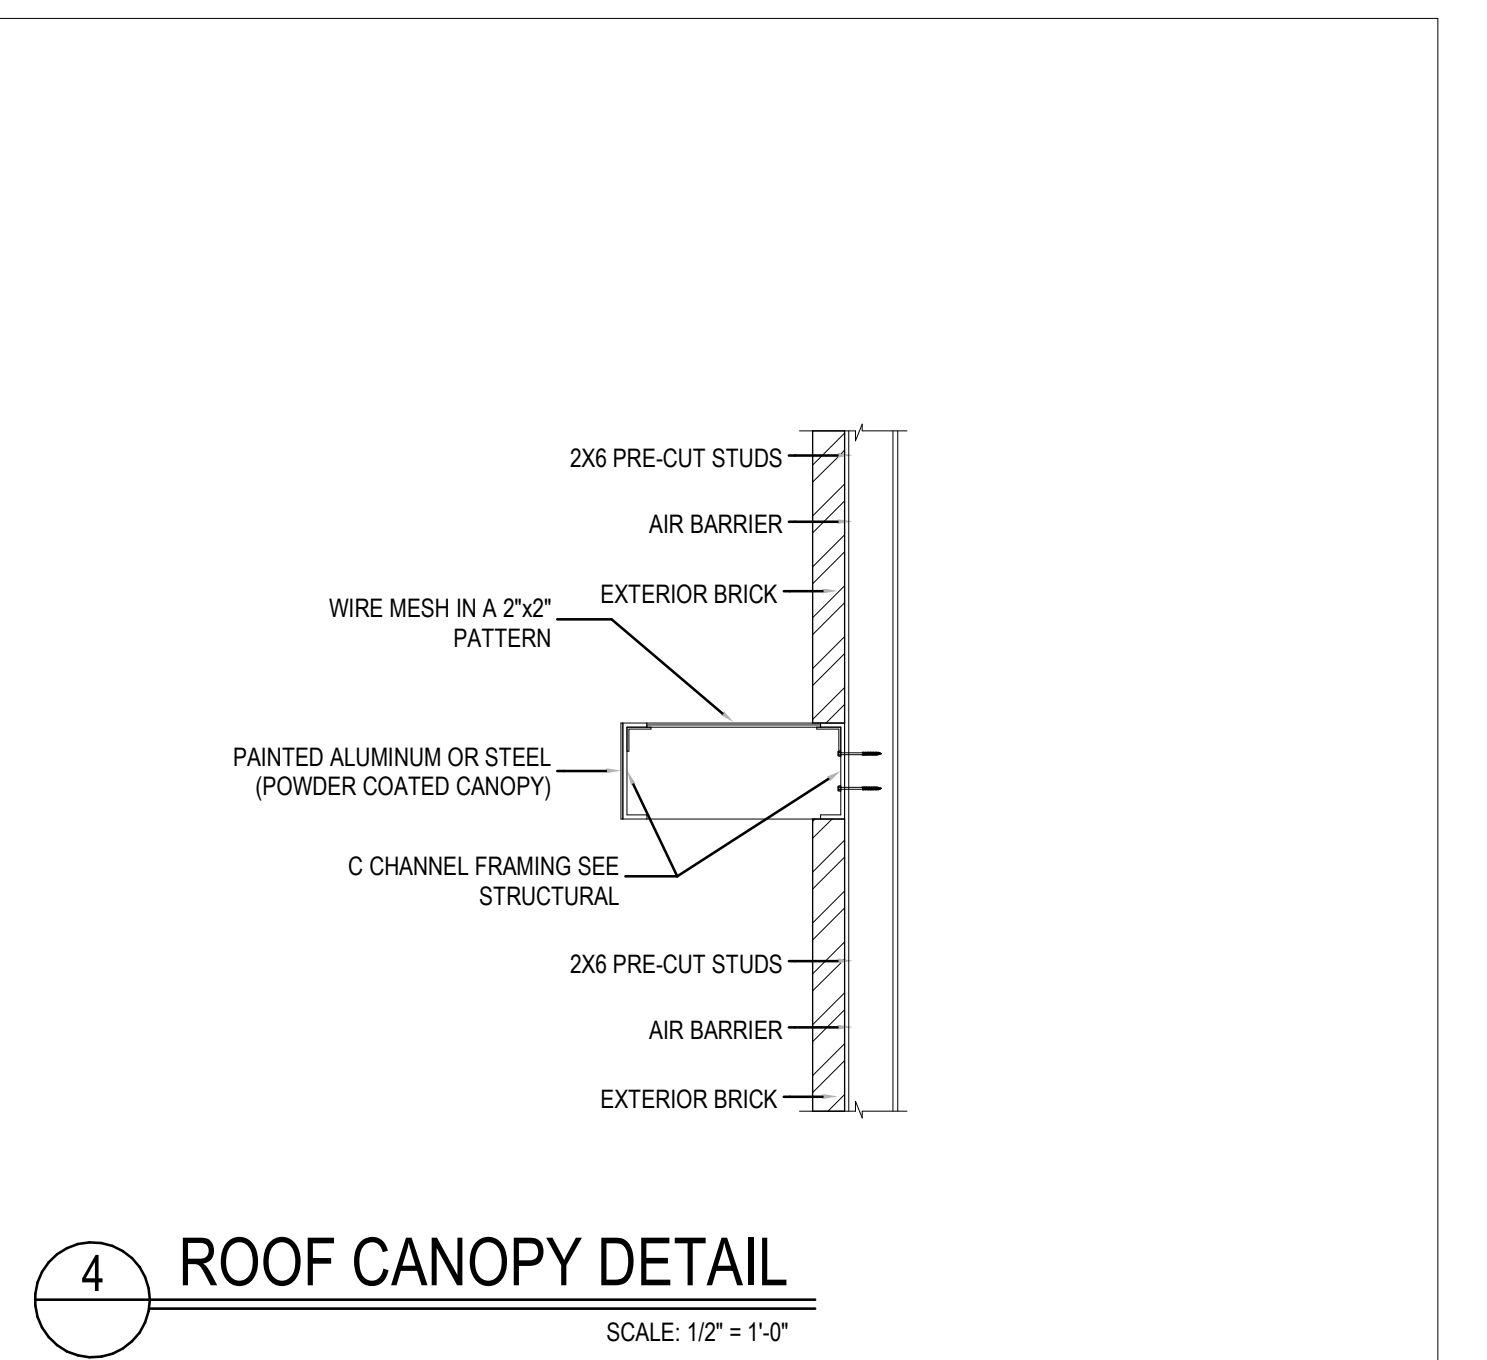 2X6 PRE-CUT STUDS
AIR BARRIER
EXTERIOR BRICK
WIRE MESH IN A 2"x2"
PATTERN
PAINTED ALUMINUM OR STEEL
(POWDER COATED CANOPY)
C CHANNEL FRAMING SEE
STRUCTURAL
2X6 PRE-CUT STUDS
AIR BARRIER
EXTERIOR BRICK
4
ROOF CANOPY DETAIL
SCALE: 1/2" = 1'-0"